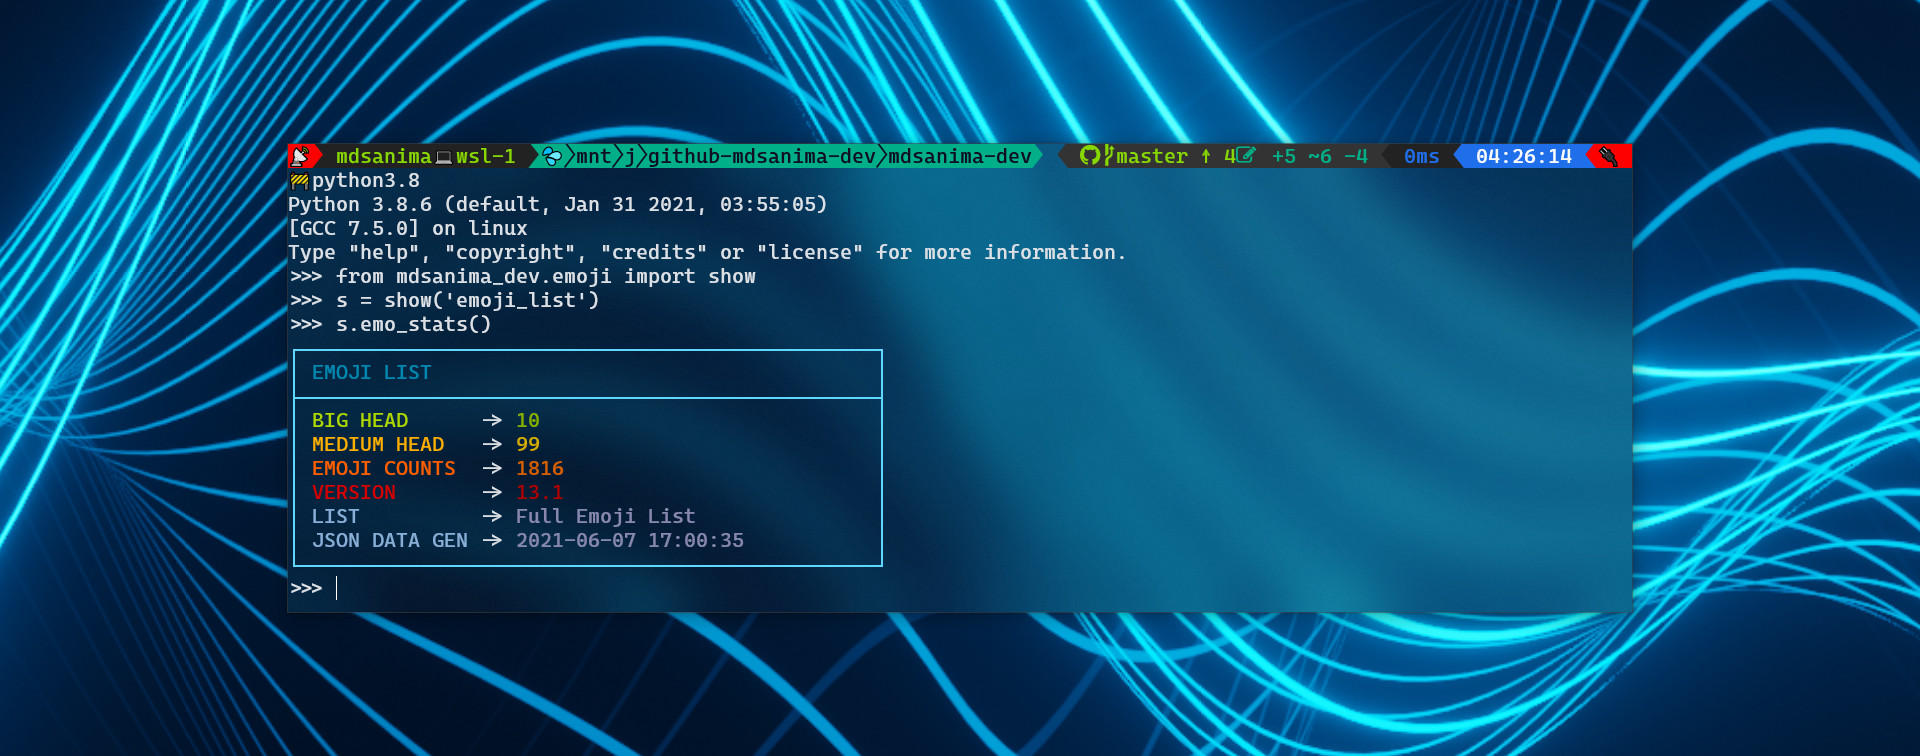 mdsanima💻wsl-1 mnt j github-mdsanima-dev mdsanima-dev master ↑ 4 +5 ~6 -4 0ms 04:26:14
🚧python3.8
Python 3.8.6 (default, Jan 31 2021, 03:55:05)
[GCC 7.5.0] on linux
Type "help", "copyright", "credits" or "license" for more information.
>>> from mdsanima_dev.emoji import show
>>> s = show('emoji_list')
>>> s.emo_stats()
EMOJI LIST
BIG HEAD → 10
MEDIUM HEAD → 99
EMOJI COUNTS → 1816
VERSION → 13.1
LIST → Full Emoji List
JSON DATA GEN → 2021-06-07 17:00:35
>>>